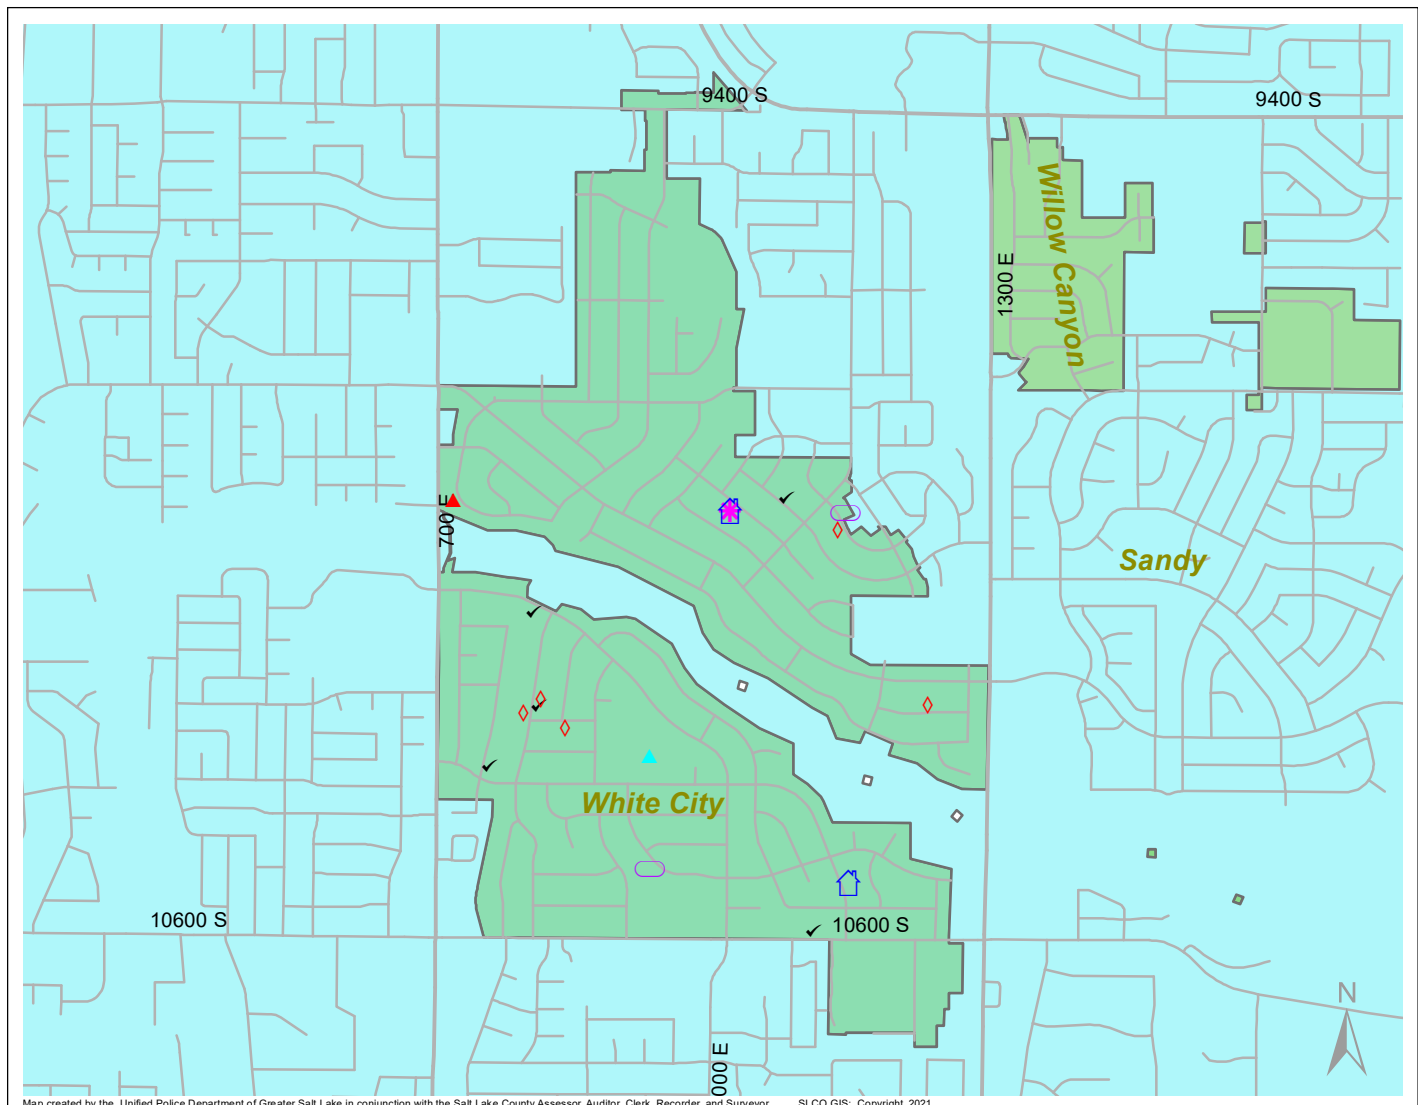 9400 S
9400 S
Willow Canyon
1300 E
700 E
Sandy
White City
10600 S
10600 S
N
000 E
Map created by the Unified Police Department of Greater Salt Lake in conjunction with the Salt Lake County Assessor, Auditor, Clerk, Recorder, and Surveyor. SLCO GIS: Copyright, 2021